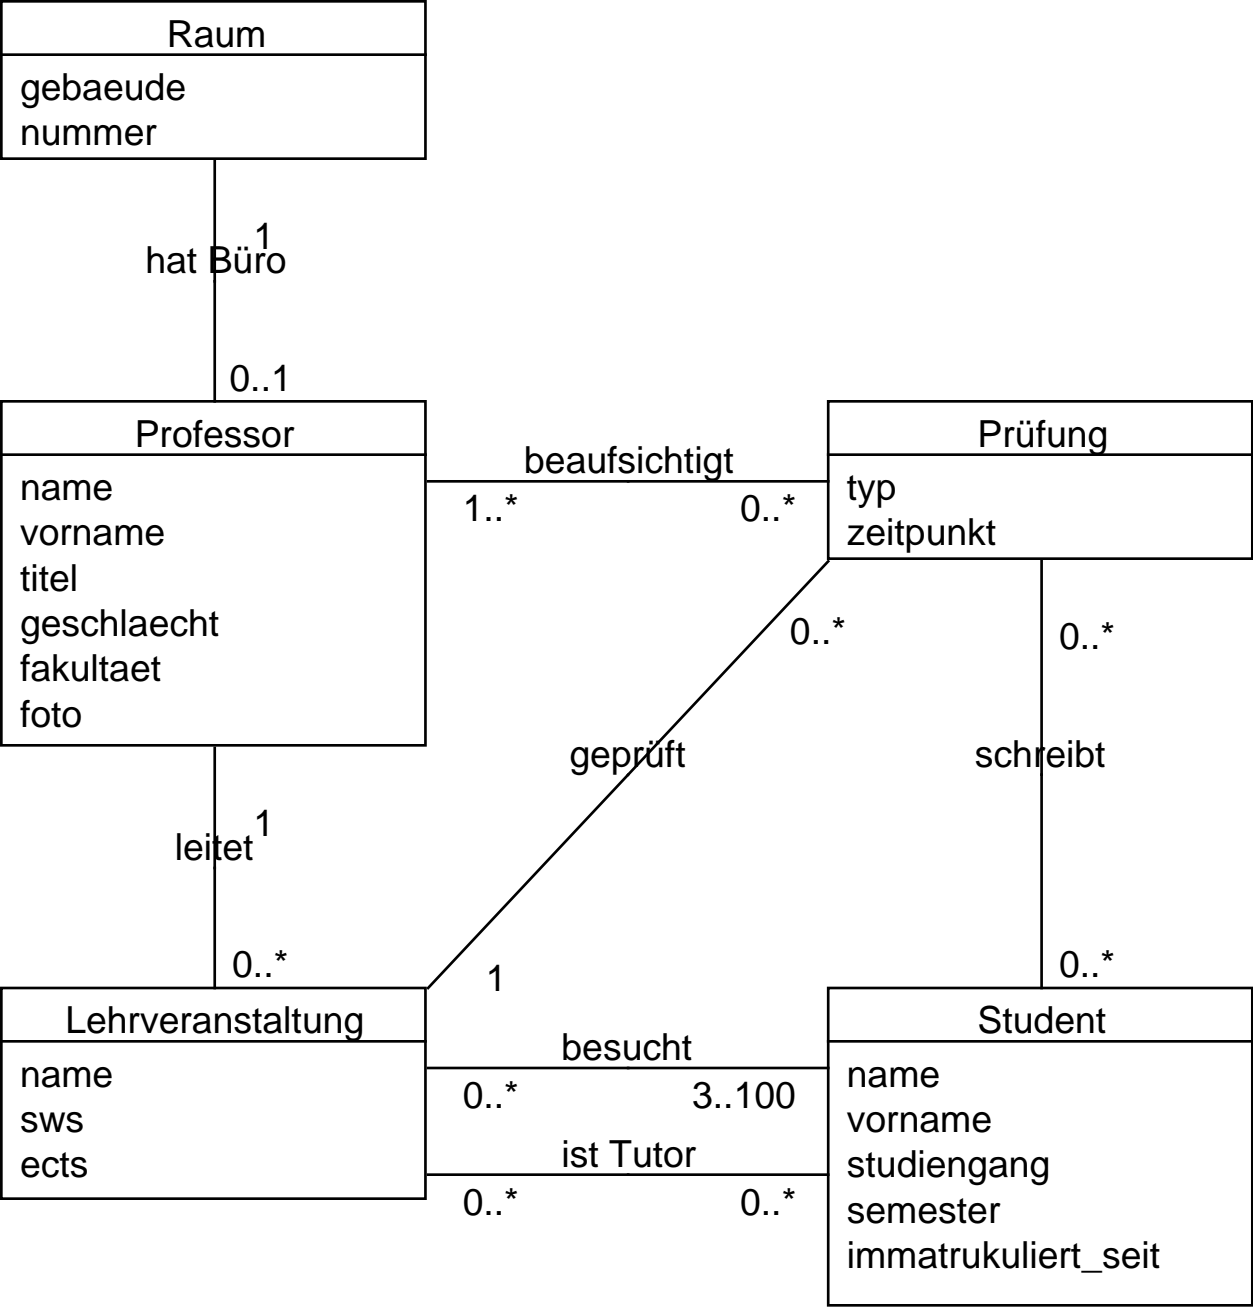 Raum
gebaeude
nummer
1
hat Büro
0..1
Professor
name
vorname
titel
geschlaecht
fakultaet
foto
beaufsichtigt
1..*
0..*
Prüfung
typ
zeitpunkt
0..*
0..*
geprüft
schreibt
1
leitet
0..*
1
0..*
Lehrveranstaltung
name
sws
ects
besucht
0..*
3..100
ist Tutor
0..*
0..*
Student
name
vorname
studiengang
semester
immatrukuliert_seit